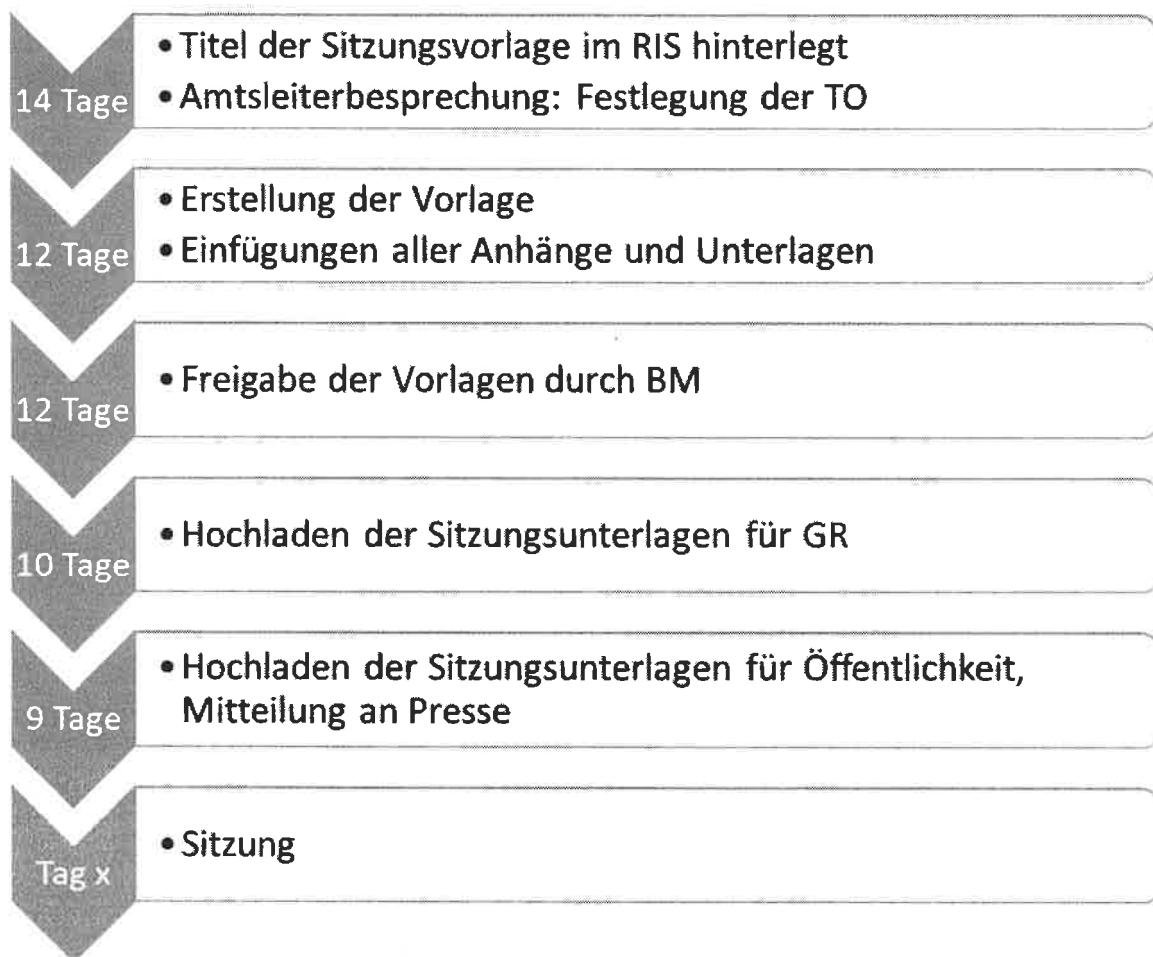 • Titel der Sitzungsvorlage im RIS hinterlegt
14 Tage • Amtsleiterbesprechung: Festlegung der TO
• Erstellung der Vorlage
12 Tage • Einfügungen aller Anhänge und Unterlagen
• Freigabe der Vorlagen durch BM
12 Tage
• Hochladen der Sitzungsunterlagen für GR
10 Tage
• Hochladen der Sitzungsunterlagen für Öffentlichkeit,
9 Tage Mitteilung an Presse
• Sitzung
Tag x